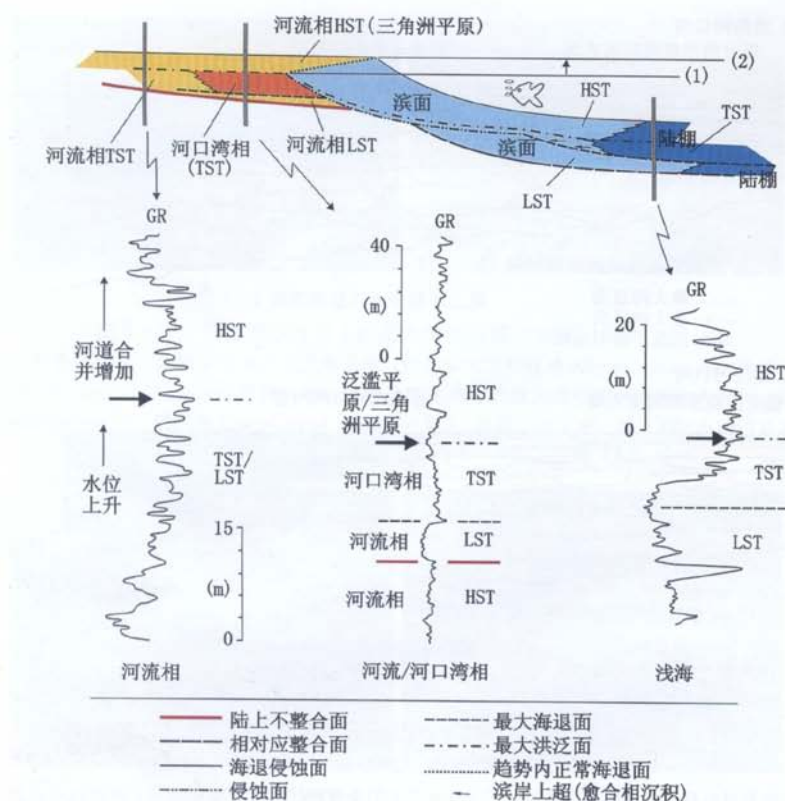 河流相HST(三角洲平原)
(2)
(1)
HST
TST
滨面
滨面
陆棚
陆棚
LST
河流相TST
河口湾相
(TST)
河流相LST
GR
河道合
并增加
水位
上升
HST
TST/
LST
15
(m)
0
河流相
GR
40
(m)
0
泛滥平
原/三角
洲平原
河口湾相
河流相
河流相
HST
TST
LST
HST
河流/河口湾相
GR
20
(m)
0
HST
TST
LST
浅海
陆上不整合面
相对应整合面
海退侵蚀面
侵蚀面
最大海退面
最大洪泛面
趋势内正常海退面
滨岸上超(愈合相沉积)